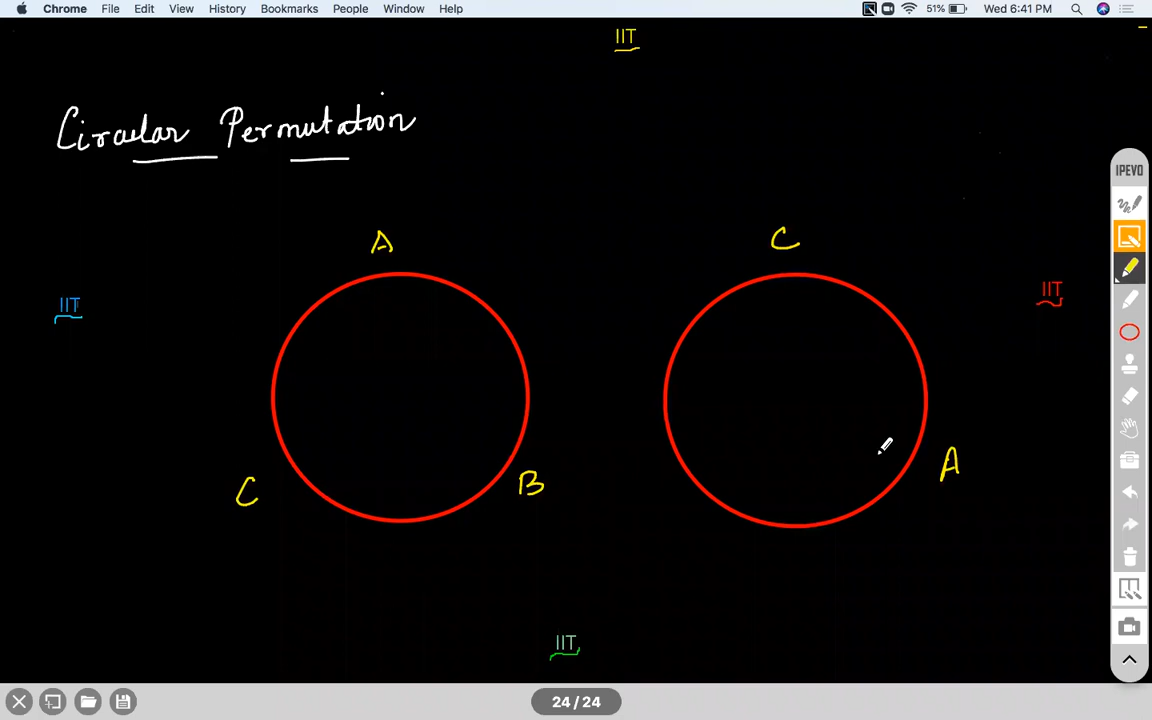 Chrome File Edit View History Bookmarks People Window Help 51% Wed 6:41 PM
IIT
Circular Permutation
IPEVO
A
C
IIT
IIT
C
B
A
IIT
24 / 24